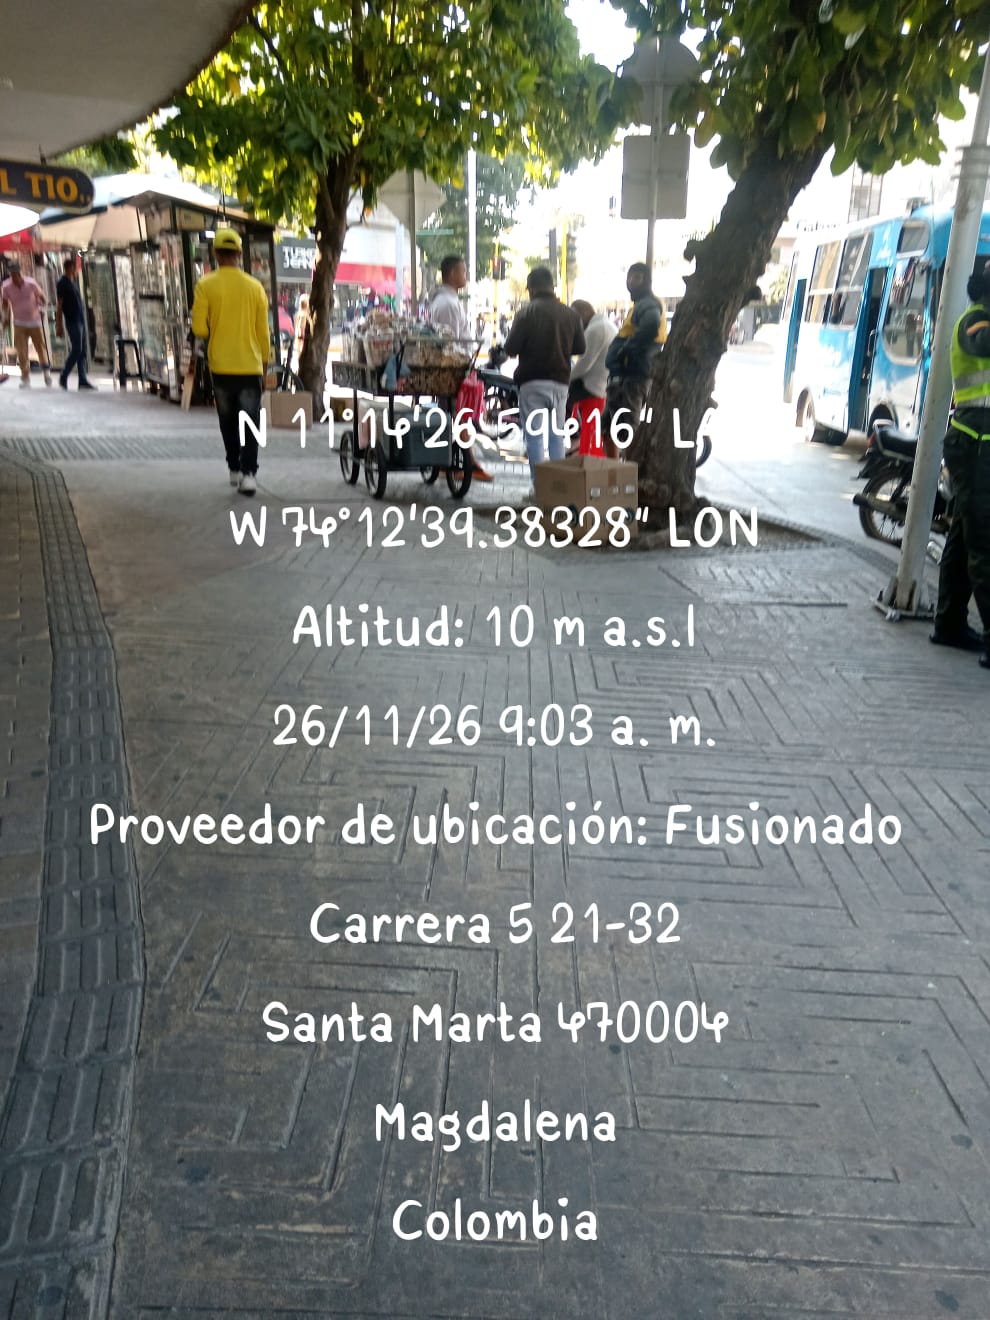 L TIO.
N 11°14'26.59416" LA
W 74°12'39.38328" LON
Altitud: 10 m a.s.l
26/11/26 9:03 a. m.
Proveedor de ubicación: Fusionado
Carrera 5 21-32
Santa Marta 470004
Magdalena
Colombia